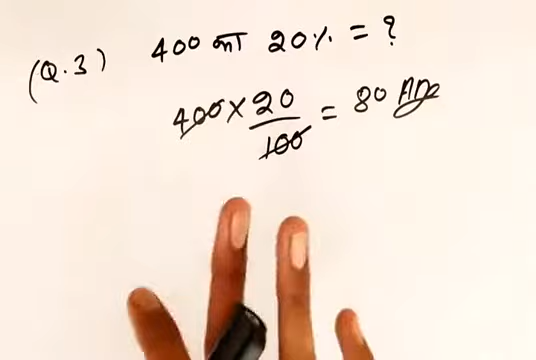 (Q.3) 400 का 20% = ?
400 × 20/100 = 80 Ans